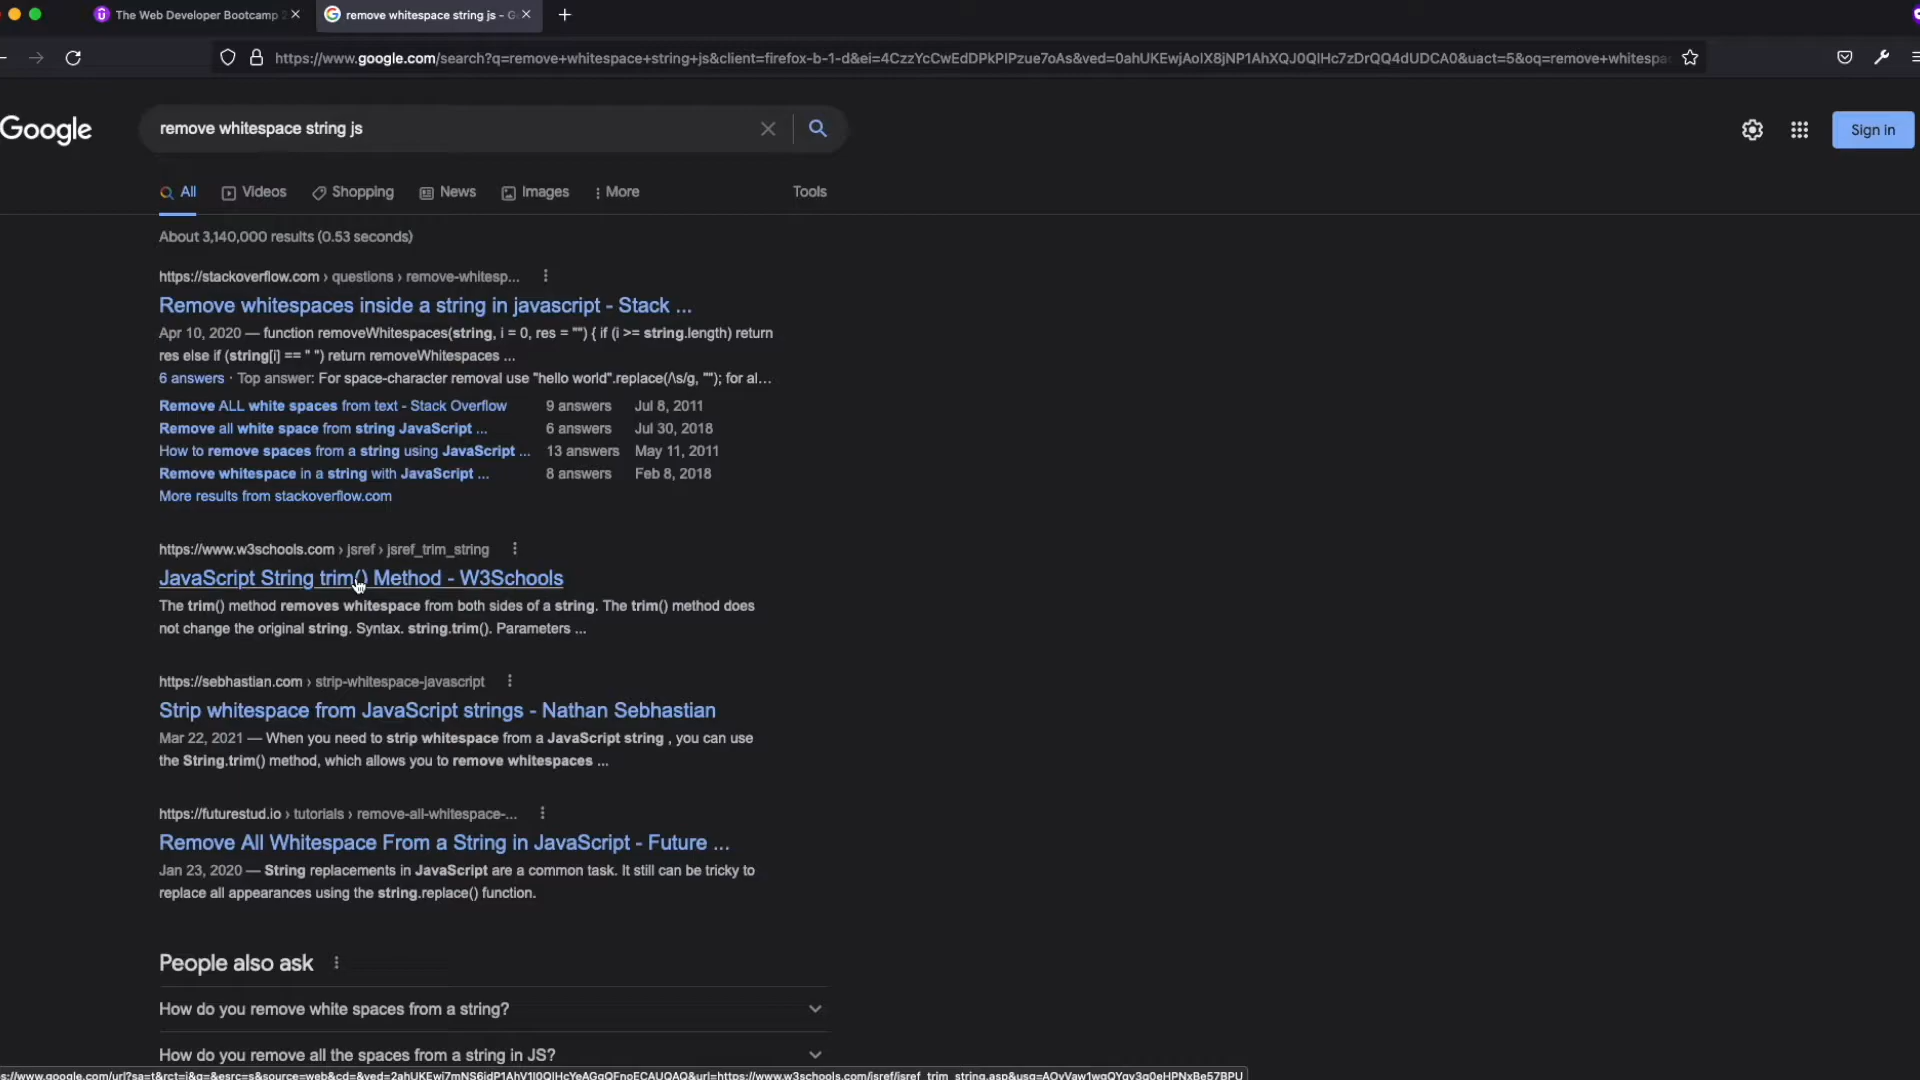 The Web Developer Bootcamp 2
remove whitespace string js - G
https://www.google.com/search?q=remove+whitespace+string+js&client=firefox-b-1-d&ei=4CzzYcCwEdDPkPIPzue7oAs&ved=0ahUKEwjAoIX8jNP1AhXQJ0QIHc7zDrQQ4dUDCA0&uact=5&oq=remove+whitespa
Google
remove whitespace string js
Sign in
All
Videos
Shopping
News
Images
More
Tools
About 3,140,000 results (0.53 seconds)
https://stackoverflow.com › questions › remove-whitesp...
Remove whitespaces inside a string in javascript - Stack ...
Apr 10, 2020 — function removeWhitespaces(string, i = 0, res = "") { if (i >= string.length) return
res else if (string[i] == " ") return removeWhitespaces ...
6 answers · Top answer: For space-character removal use "hello world".replace(/\s/g, ""); for al...
Remove ALL white spaces from text - Stack Overflow 9 answers Jul 8, 2011
Remove all white space from string JavaScript ... 6 answers Jul 30, 2018
How to remove spaces from a string using JavaScript ... 13 answers May 11, 2011
Remove whitespace in a string with JavaScript ... 8 answers Feb 8, 2018
More results from stackoverflow.com
https://www.w3schools.com › jsref › jsref_trim_string
JavaScript String trim() Method - W3Schools
The trim() method removes whitespace from both sides of a string. The trim() method does
not change the original string. Syntax. string.trim(). Parameters ...
https://sebhastian.com › strip-whitespace-javascript
Strip whitespace from JavaScript strings - Nathan Sebhastian
Mar 22, 2021 — When you need to strip whitespace from a JavaScript string , you can use
the String.trim() method, which allows you to remove whitespaces ...
https://futurestud.io › tutorials › remove-all-whitespace-...
Remove All Whitespace From a String in JavaScript - Future ...
Jan 23, 2020 — String replacements in JavaScript are a common task. It still can be tricky to
replace all appearances using the string.replace() function.
People also ask
How do you remove white spaces from a string?
How do you remove all the spaces from a string in JS?